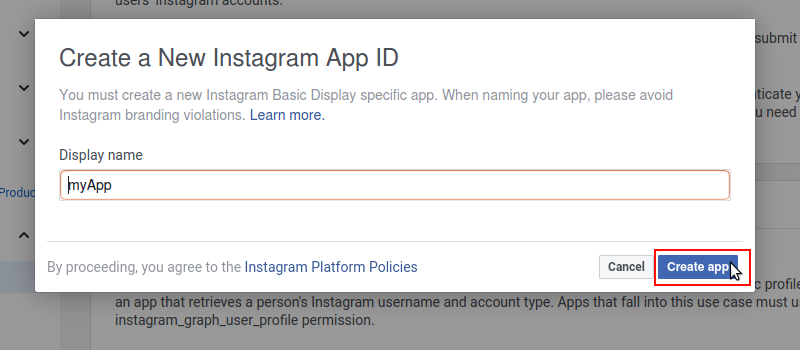 users' Instagram accounts.
submit
Create a New Instagram App ID
You must create a new Instagram Basic Display specific app. When naming your app, please avoid
Instagram branding violations. Learn more.
you need
Display name
myApp
Produc
By proceeding, you agree to the Instagram Platform Policies
Cancel
Create app
profile
an app that retrieves a person's Instagram username and account type. Apps that fall into this use case must us
instagram_graph_user_profile permission.